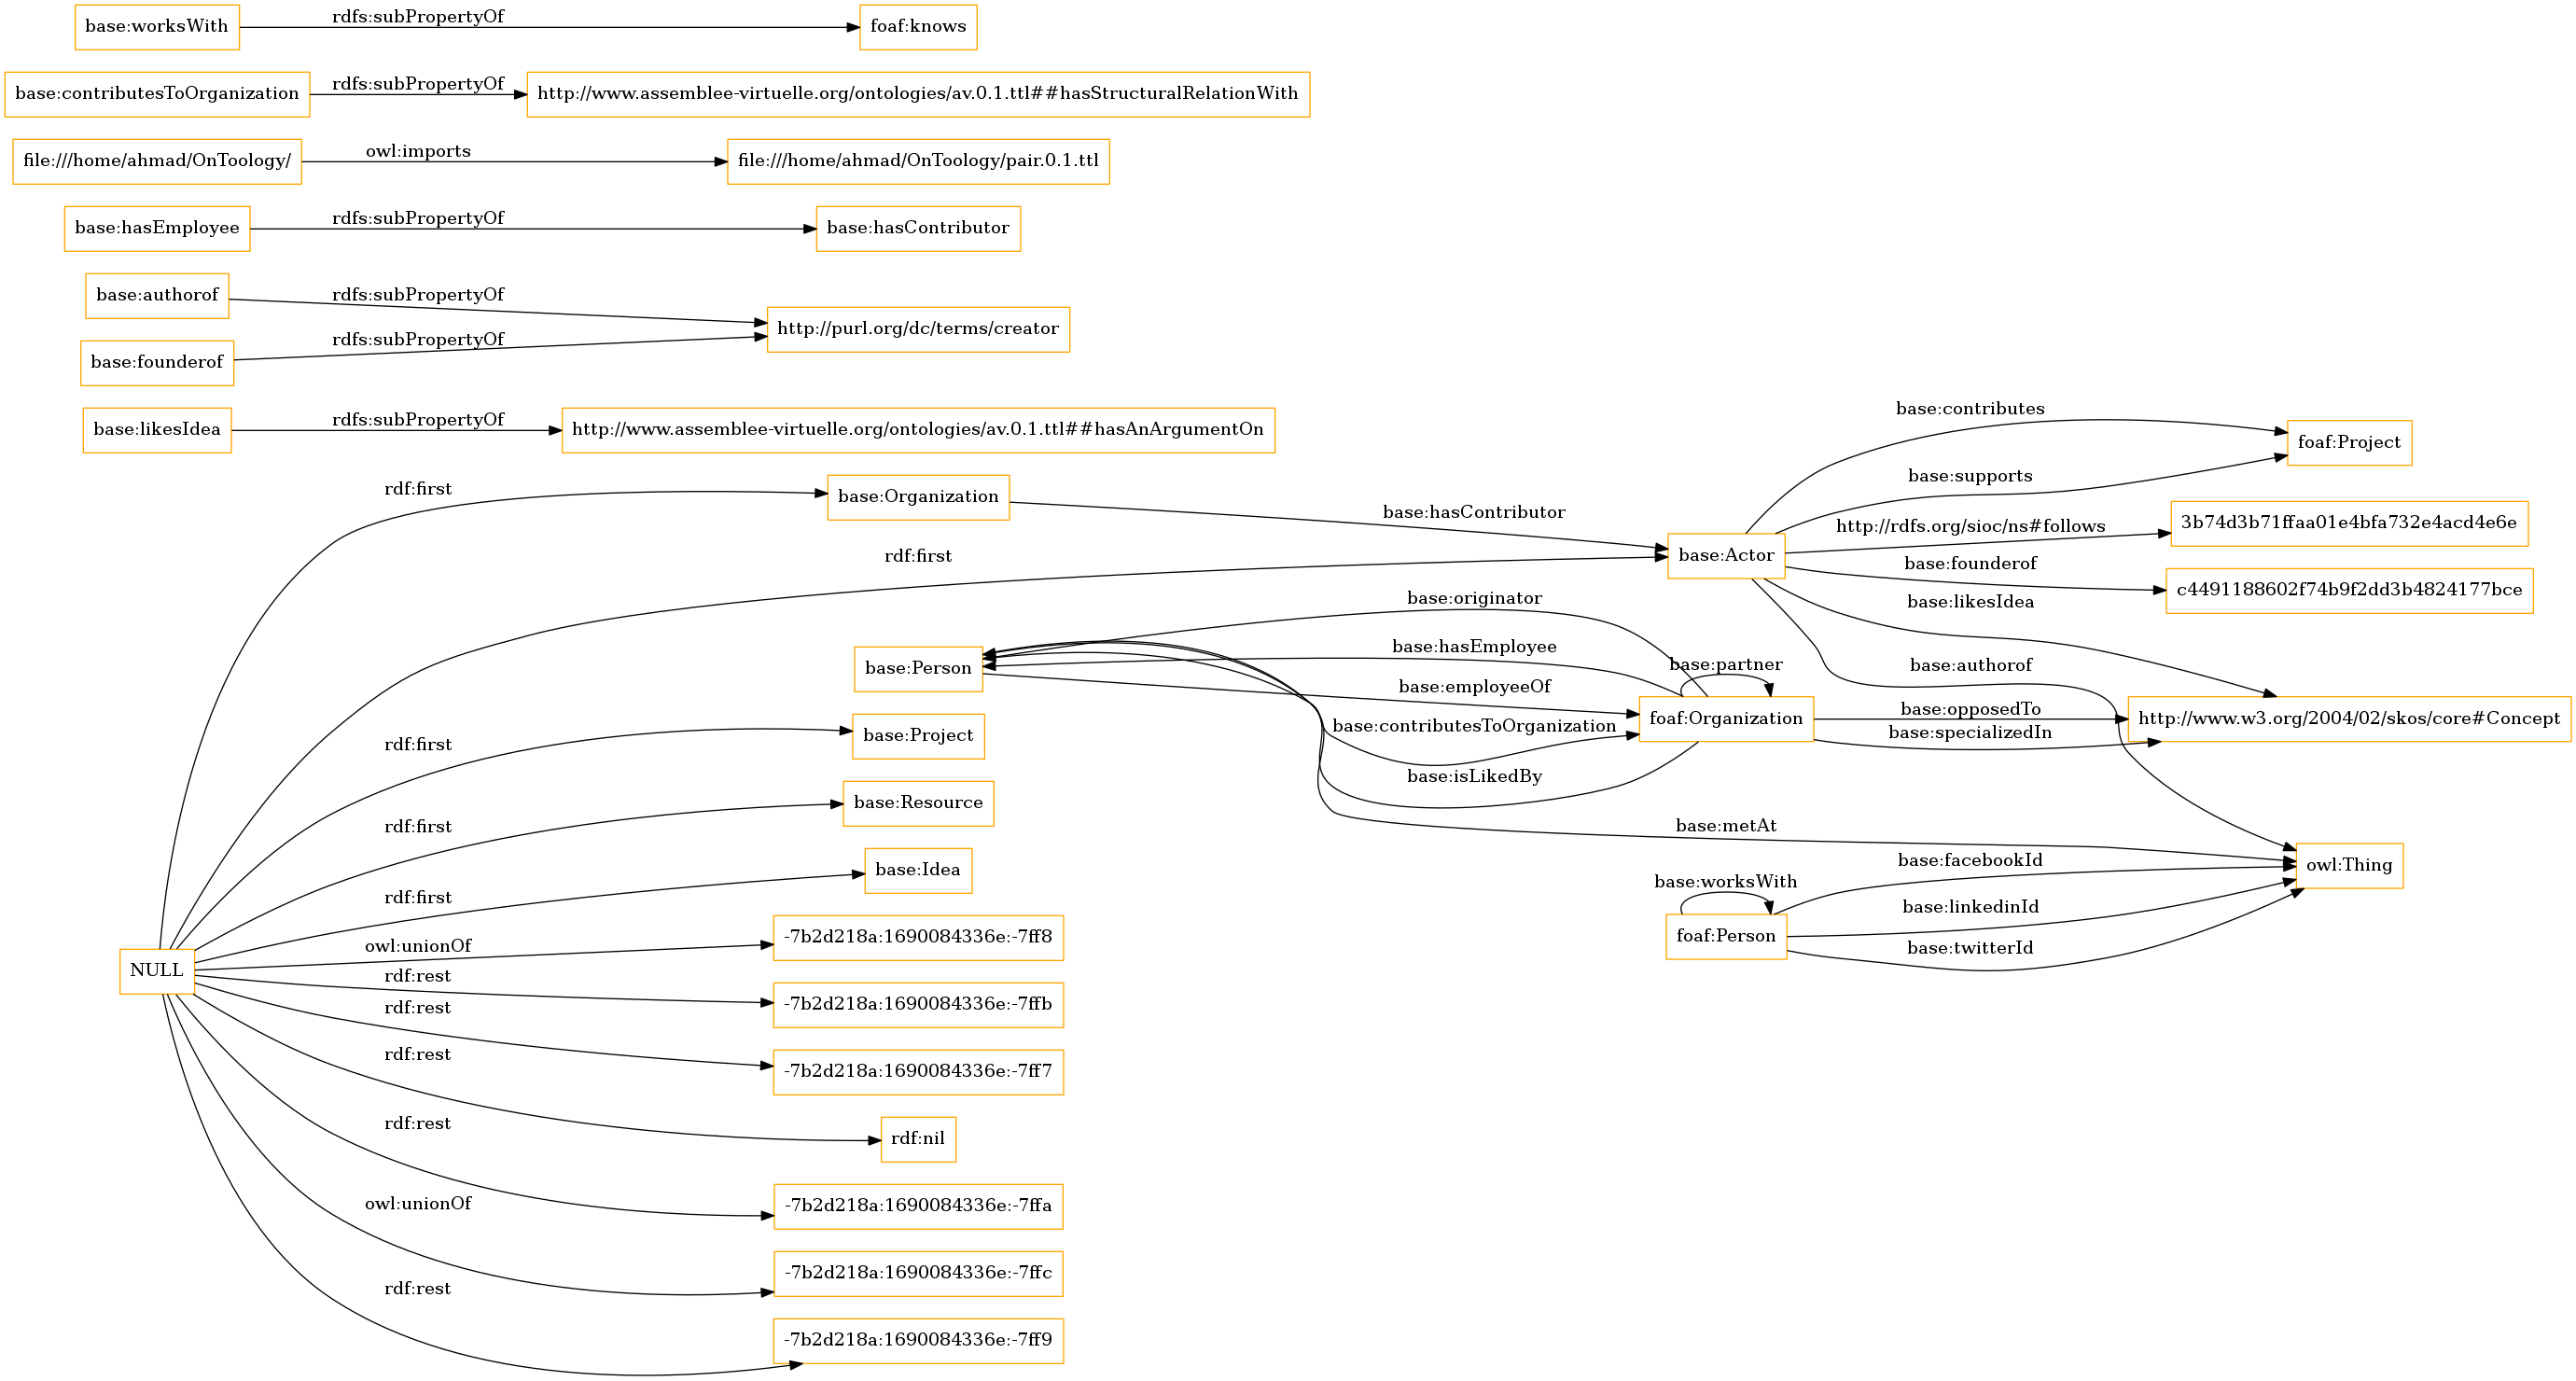 base:worksWith
rdfs:subPropertyOf
foaf:knows
base:contributesToOrganization
rdfs:subPropertyOf
http://www.assemblee-virtuelle.org/ontologies/av.0.1.ttl##hasStructuralRelationWith
file:///home/ahmad/OnToology/
owl:imports
file:///home/ahmad/OnToology/pair.0.1.ttl
base:hasEmployee
rdfs:subPropertyOf
base:hasContributor
base:authorof
rdfs:subPropertyOf
http://purl.org/dc/terms/creator
base:founderof
rdfs:subPropertyOf
base:likesIdea
rdfs:subPropertyOf
http://www.assemblee-virtuelle.org/ontologies/av.0.1.ttl##hasAnArgumentOn
base:contributes
foaf:Project
base:supports
rdf:first
base:Organization
base:hasContributor
http://rdfs.org/sioc/ns#follows
3b74d3b71ffaa01e4bfa732e4acd4e6e
rdf:first
base:Actor
base:founderof
c4491188602f74b9f2dd3b4824177bce
base:originator
base:likesIdea
base:hasEmployee
base:Person
base:partner
base:authorof
base:employeeOf
foaf:Organization
base:opposedTo
http://www.w3.org/2004/02/skos/core#Concept
base:contributesToOrganization
base:specializedIn
rdf:first
base:Project
base:isLikedBy
rdf:first
base:Resource
base:metAt
base:facebookId
owl:Thing
rdf:first
base:Idea
base:worksWith
base:linkedinId
foaf:Person
base:twitterId
owl:unionOf
-7b2d218a:1690084336e:-7ff8
NULL
rdf:rest
-7b2d218a:1690084336e:-7ffb
rdf:rest
-7b2d218a:1690084336e:-7ff7
rdf:rest
rdf:nil
rdf:rest
-7b2d218a:1690084336e:-7ffa
owl:unionOf
-7b2d218a:1690084336e:-7ffc
rdf:rest
-7b2d218a:1690084336e:-7ff9